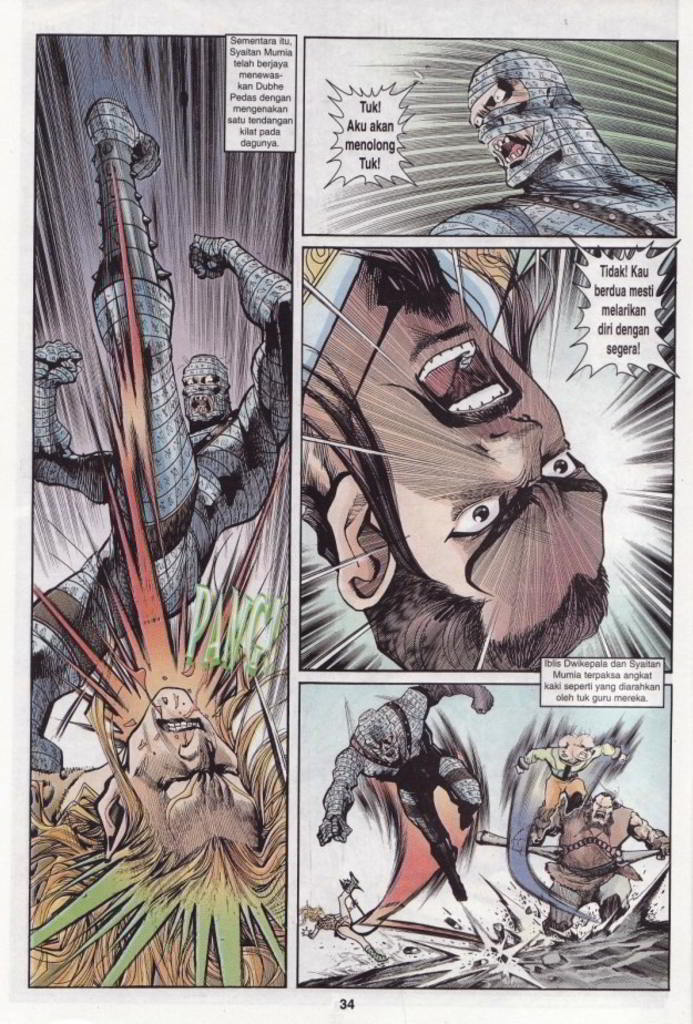 Sementara itu,
Syaitan Mumia
telah berjaya
menewas-
kan Dubhe
Pedas dengan
mengenakan
satu tendangan
kilat pada
dagunya.
Tuk!
Aku akan
menolong
Tuk!
Tidak! Kau
berdua mesti
melarikan
diri dengan
segera!
PANG!
Iblis Dwikepala dan Syaitan
Mumia terpaksa angkat
kaki seperti yang diarahkan
oleh tuk guru mereka.
34